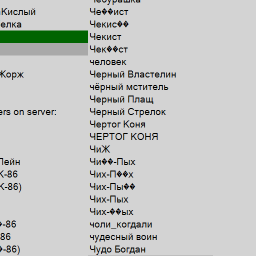 Чебурашка
Кислый Че��ист
елка Чекис��
Чекист
Чек��ст
человек
Жорж Черный Властелин
чёрный мститель
Черный Плащ
ers on server: Черный Стрелок
Чертог Коня
ЧЕРТОГ КОНЯ
ЧиЖ
Пейн Чи��-Пых
К-86 Чих-П��х
К-86) Чих-Пы��
Чих-Пых
Чих-��ых
�-86 чоли_когдали
86 чудесный воин
�-86) Чудо Богдан